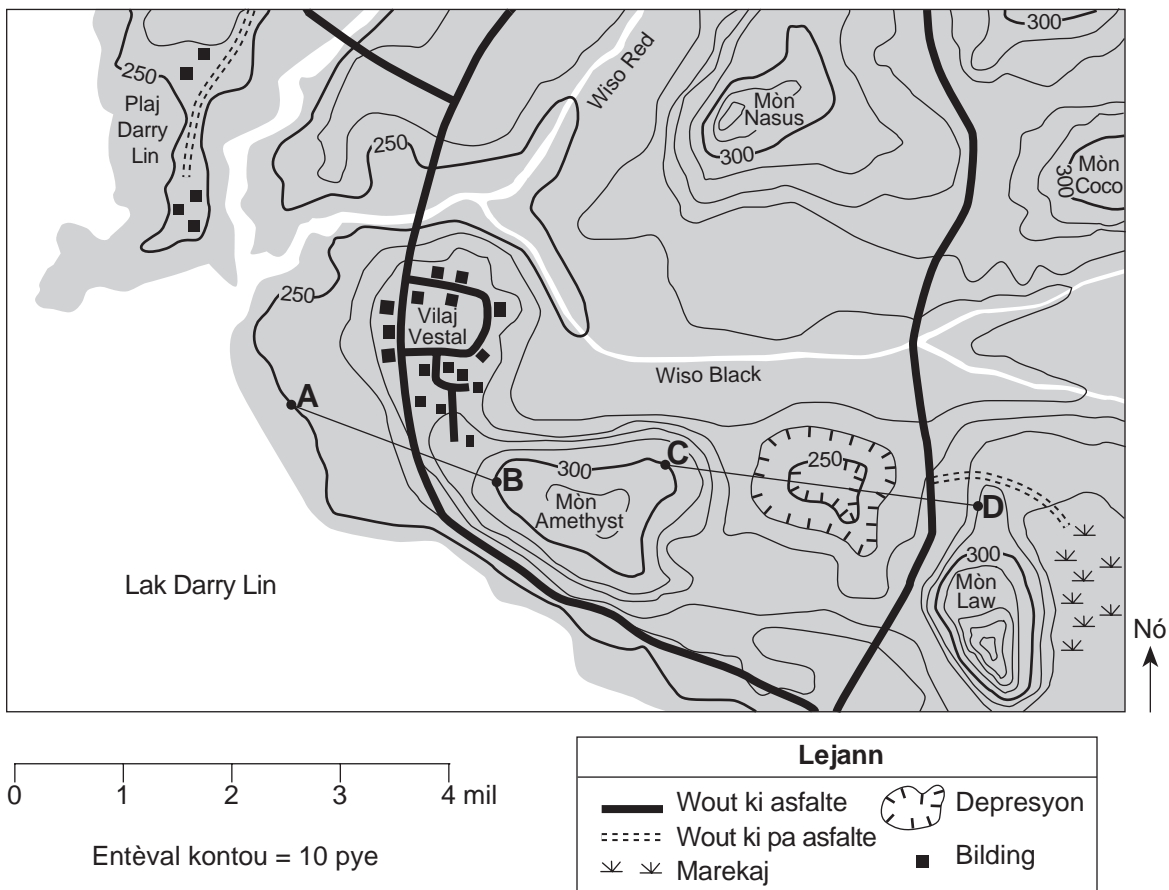 300
250
Plaj
Darry
Lin
Wiso Red
Mòn
Nasus
300
250
Mòn
Coco
300
250
Vilaj
Vestal
Wiso Black
A
B
300
C
Mòn
Amethyst
250
D
300
Mòn
Law
Lak Darry Lin
Nó
0 1 2 3 4 mil
Entèval kontou = 10 pye
Lejann
Wout ki asfalte
Depresyon
Wout ki pa asfalte
Marekaj
Bilding